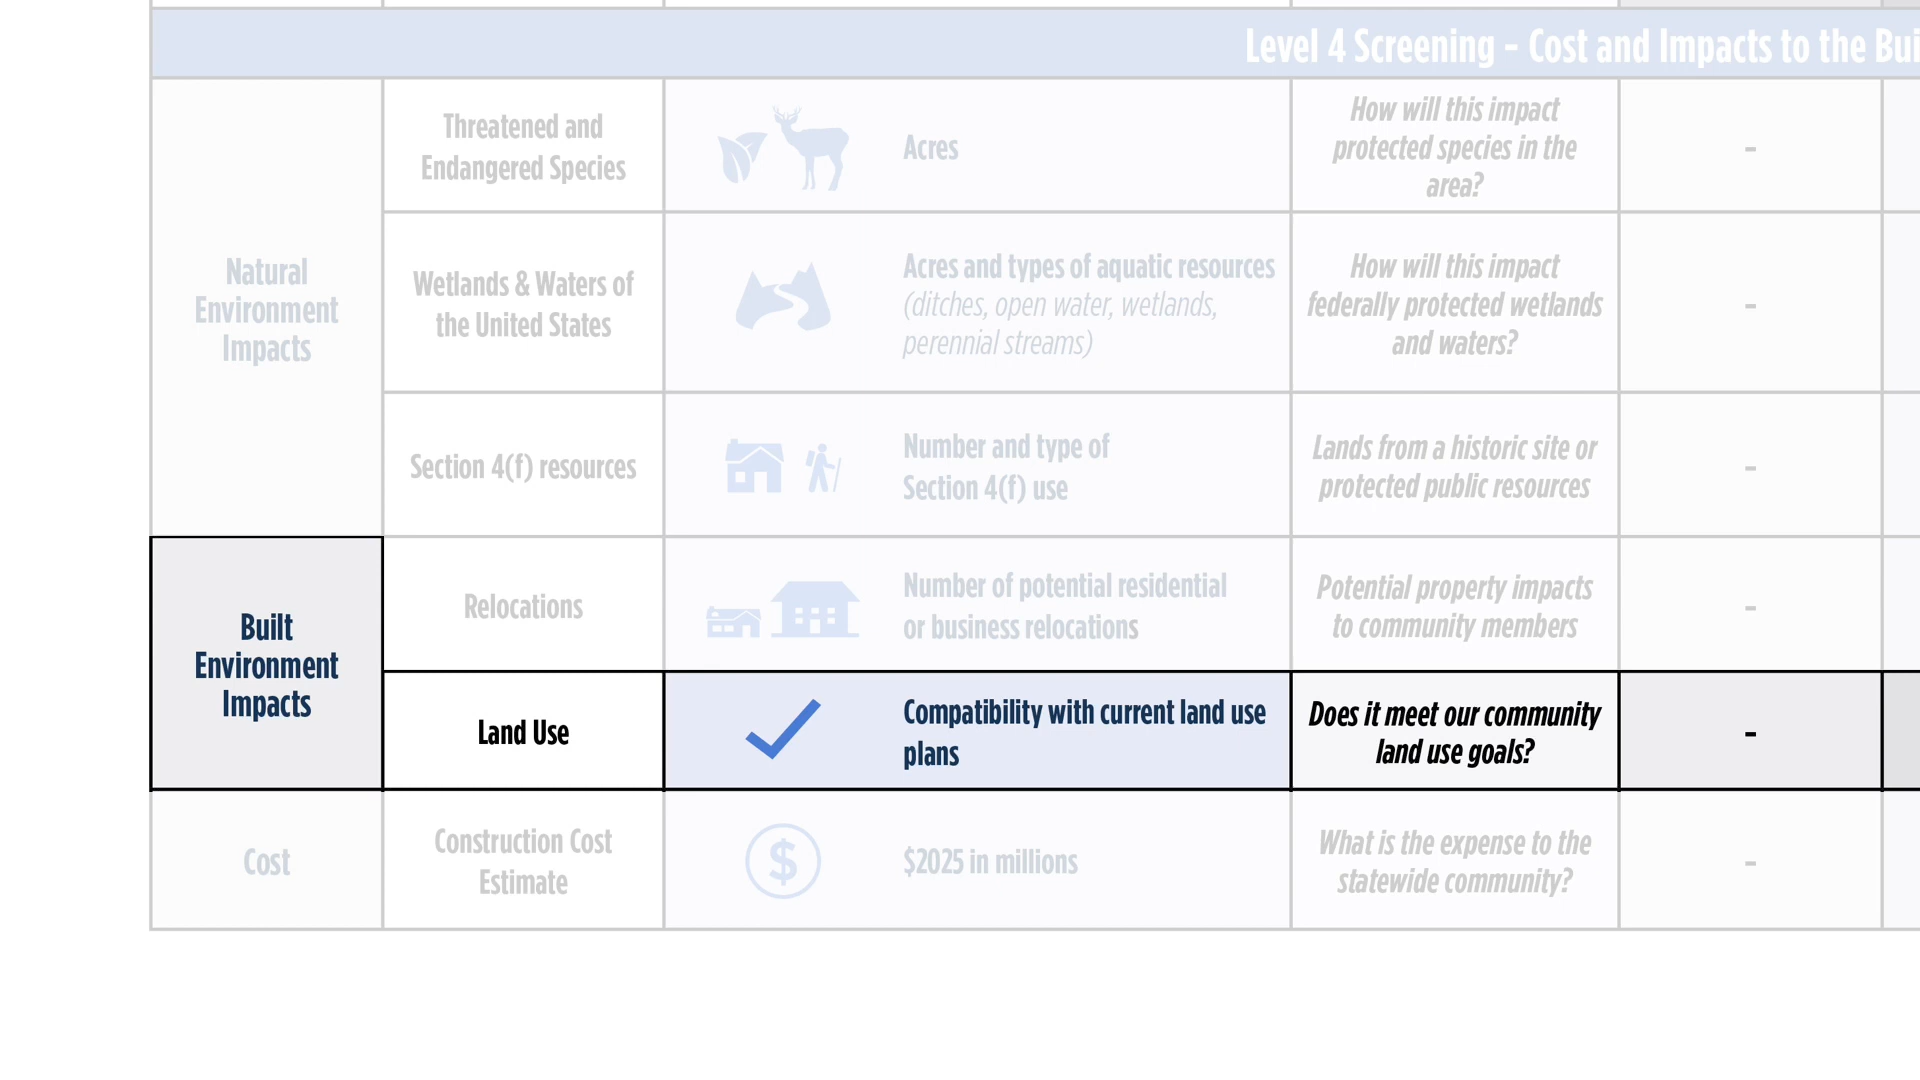 Level 4 Screening - Cost and Impacts to the Bui
Natural
Environment
Impacts
Threatened and
Endangered Species
Acres
How will this impact
protected species in the
area?
-
Wetlands & Waters of
the United States
Acres and types of aquatic resources
(ditches, open water, wetlands,
perennial streams)
How will this impact
federally protected wetlands
and waters?
-
Section 4(f) resources
Number and type of
Section 4(f) use
Lands from a historic site or
protected public resources
-
Built
Environment
Impacts
Relocations
Number of potential residential
or business relocations
Potential property impacts
to community members
-
Land Use
Compatibility with current land use
plans
Does it meet our community
land use goals?
-
Cost
Construction Cost
Estimate
$
$2025 in millions
What is the expense to the
statewide community?
-